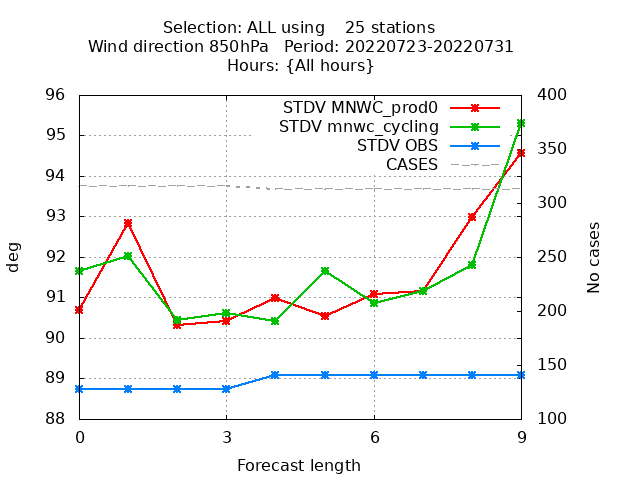 Selection: ALL using 25 stations
Wind direction 850hPa Period: 20220723-20220731
Hours: {All hours}
STDV MNWC_prod0
STDV mnwc_cycling
STDV OBS
CASES
deg
96
95
94
93
92
91
90
89
88
No cases
400
350
300
250
200
150
100
0 3 6 9
Forecast length